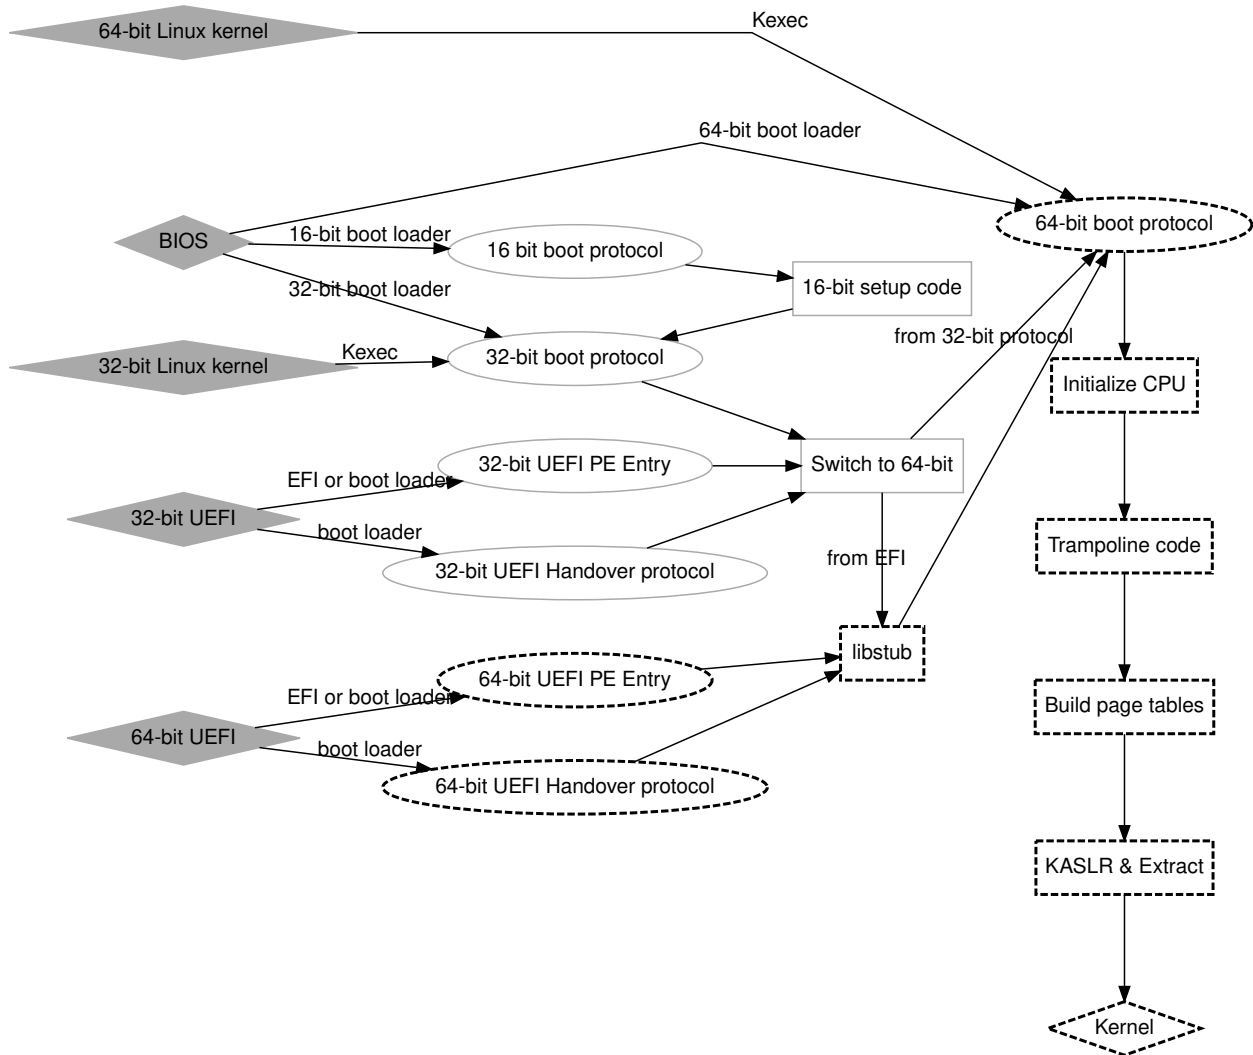 Kexec
64-bit Linux kernel
64-bit boot loader
64-bit boot protocol
16-bit boot loader
BIOS
16 bit boot protocol
32-bit boot loader
16-bit setup code
from 32-bit protocol
Kexec
32-bit Linux kernel
32-bit boot protocol
Initialize CPU
EFI or boot loader
32-bit UEFI PE Entry
Switch to 64-bit
32-bit UEFI
boot loader
Trampoline code
from EFI
32-bit UEFI Handover protocol
libstub
EFI or boot loader
64-bit UEFI PE Entry
Build page tables
64-bit UEFI
boot loader
64-bit UEFI Handover protocol
KASLR & Extract
Kernel